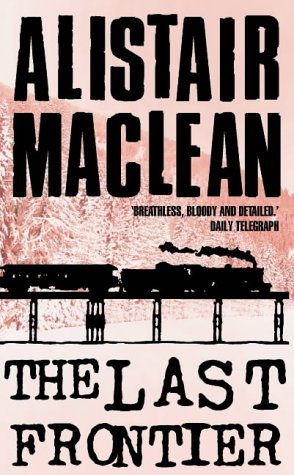 ALISTAIR
MACLEAN
'BREATHLESS, BLOODY AND DETAILED.'
DAILY TELEGRAPH
THE LAST
FRONTIER